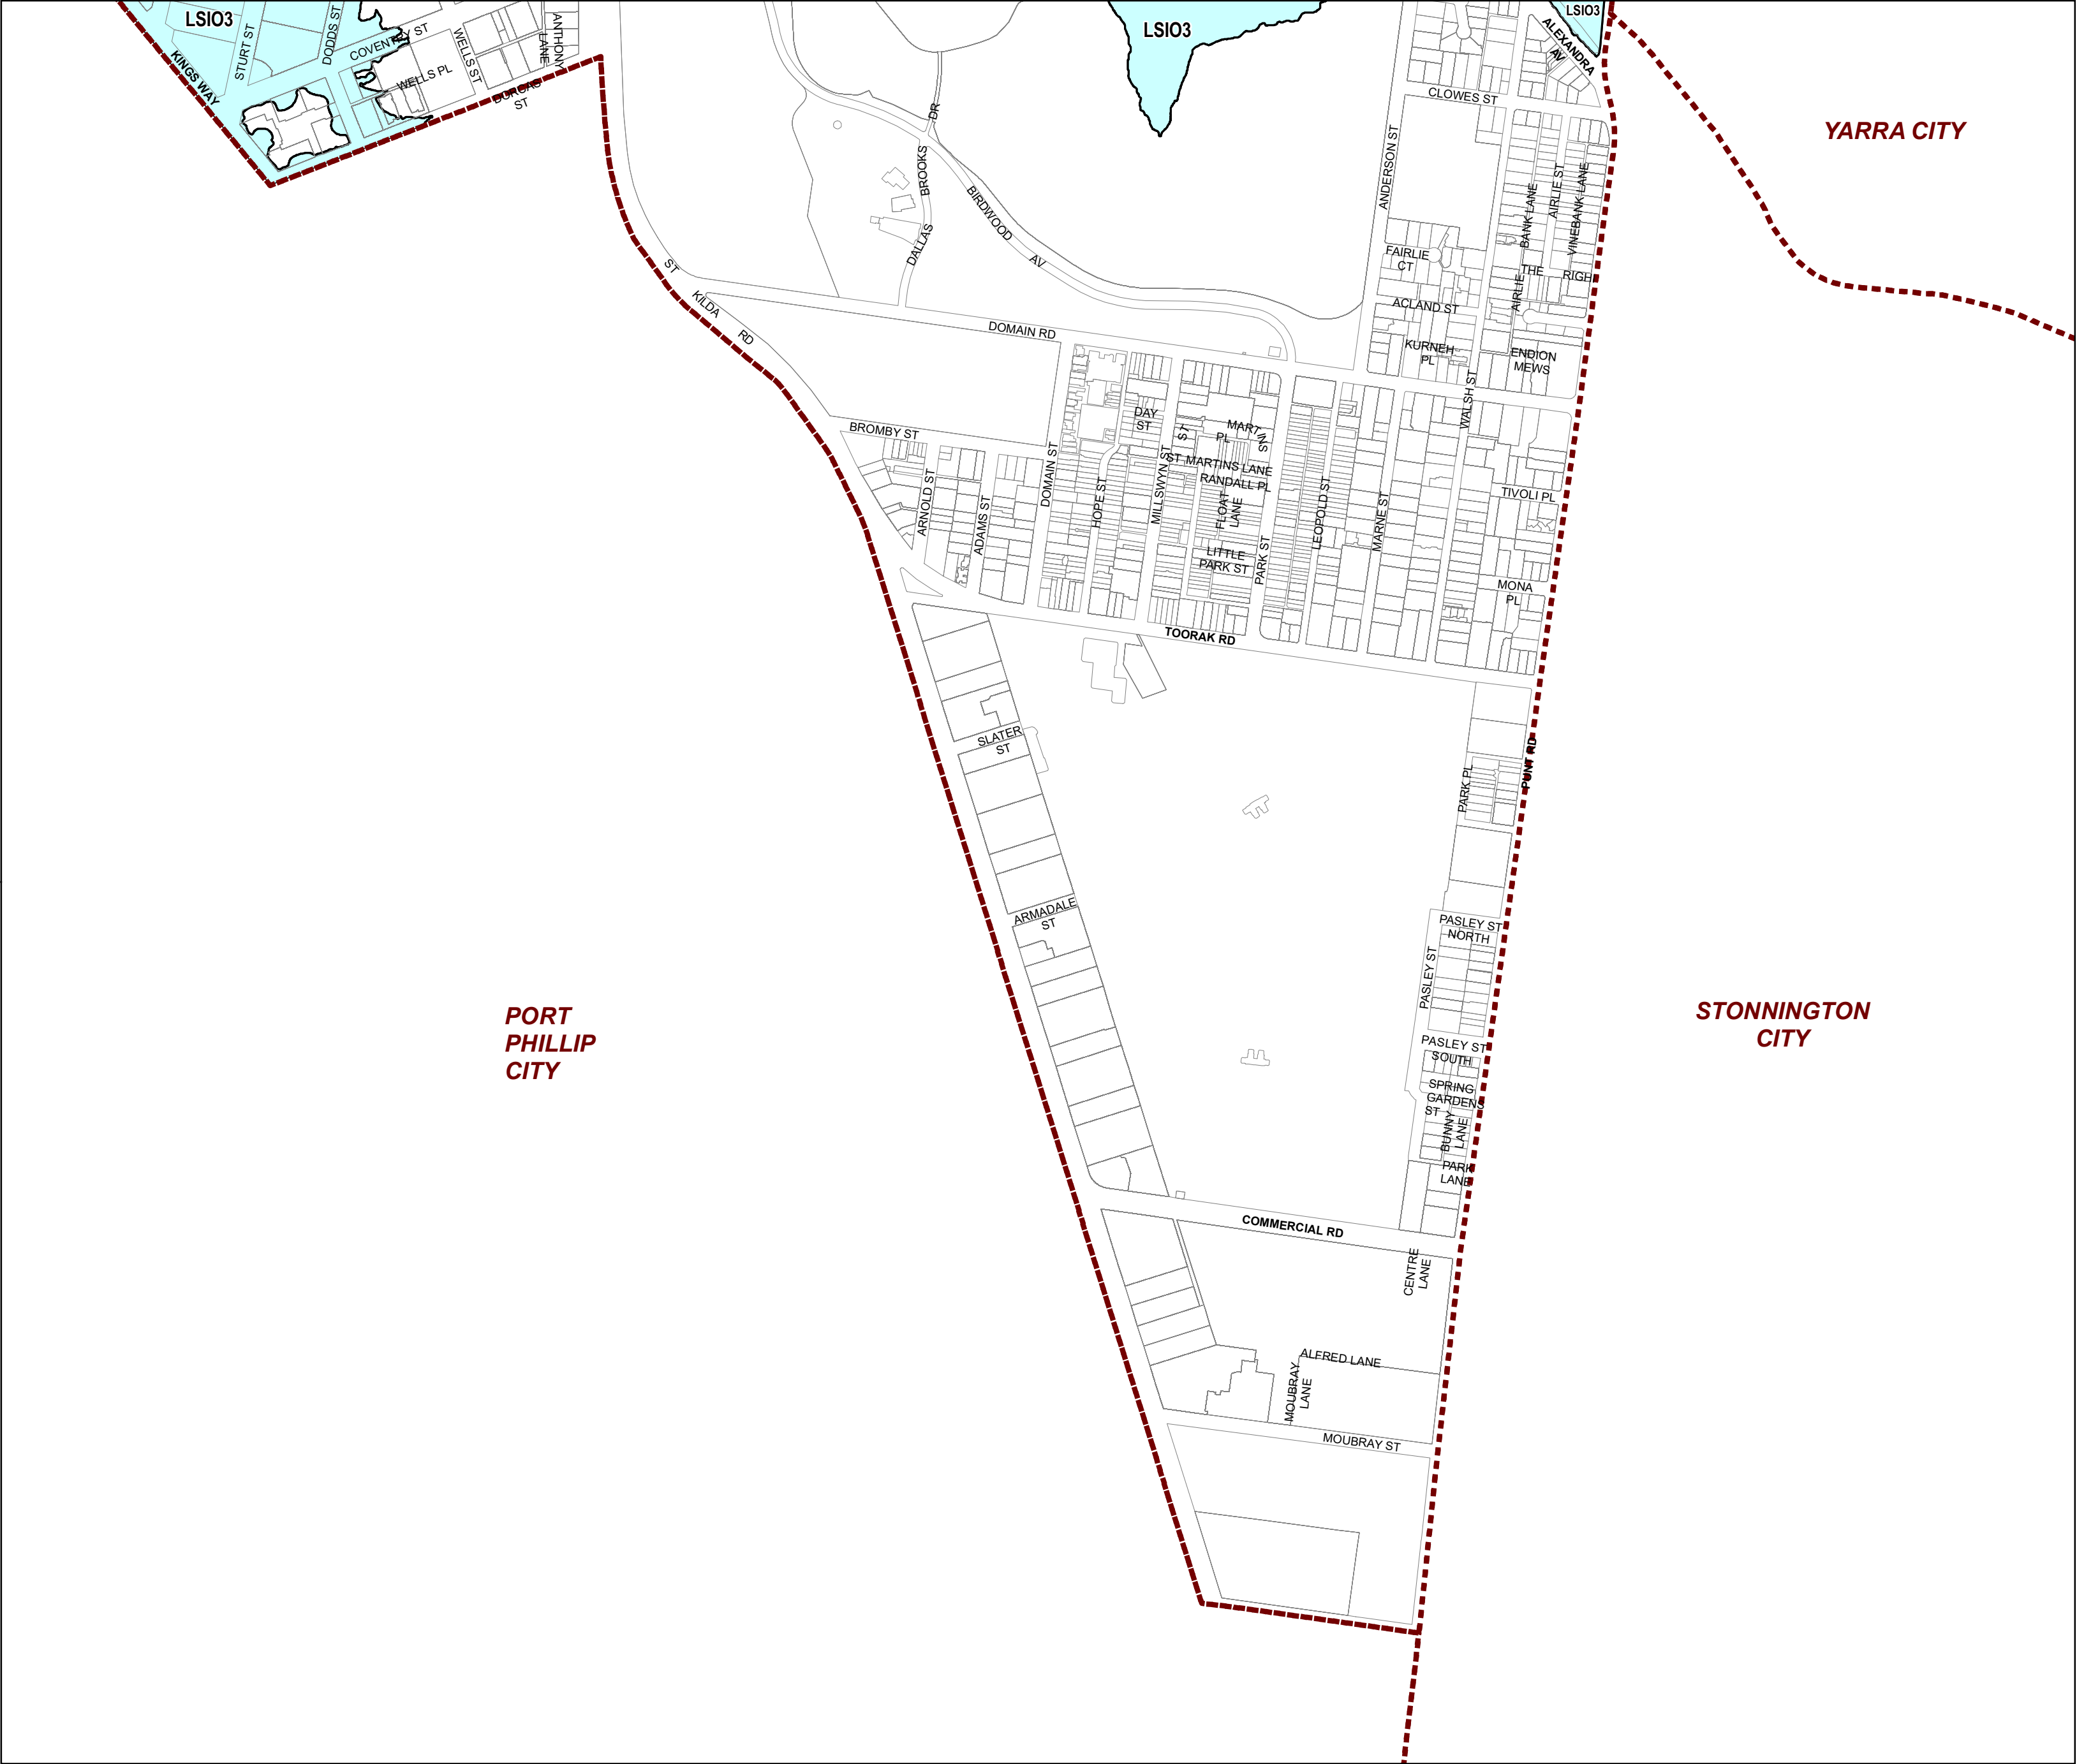 LSIO3
STURT ST
DODDS ST
COVENTRY ST
WELLS ST
WELLS PL
ANTHONY
LANE
DORCAS
ST
KINGS WAY
LSIO3
LSIO3
ALEXANDRA
AV
CLOWES ST
YARRA CITY
DALLAS BROOKS DR
BIRDWOOD AV
ANDERSON ST
BANK LANE
AIRLIE ST
VINEBANK LANE
FAIRLIE
CT
AIRLIE
THE RIGHI
ACLAND ST
KURNEH
PL
ENDION
MEWS
ST KILDA RD
DOMAIN RD
WALSH ST
BROMBY ST
DAY
ST
ST MARTINS
PL
ST MARTINS LANE
RANDALL PL
FLOAT
LANE
LITTLE
PARK ST
ARNOLD ST
ADAMS ST
DOMAIN ST
HOPE ST
MILLSWYN ST
PARK ST
LEOPOLD ST
MARNE ST
TIVOLI PL
MONA
PL
TOORAK RD
SLATER
ST
PARK PL
PUNT RD
ARMADALE
ST
PASLEY ST
NORTH
PASLEY ST
PORT
PHILLIP
CITY
STONNINGTON
CITY
PASLEY ST
SOUTH
SPRING
GARDENS
ST
BUNNY
LANE
PARK
LANE
COMMERCIAL RD
CENTRE
LANE
ALFRED LANE
MOUBRAY
LANE
MOUBRAY ST